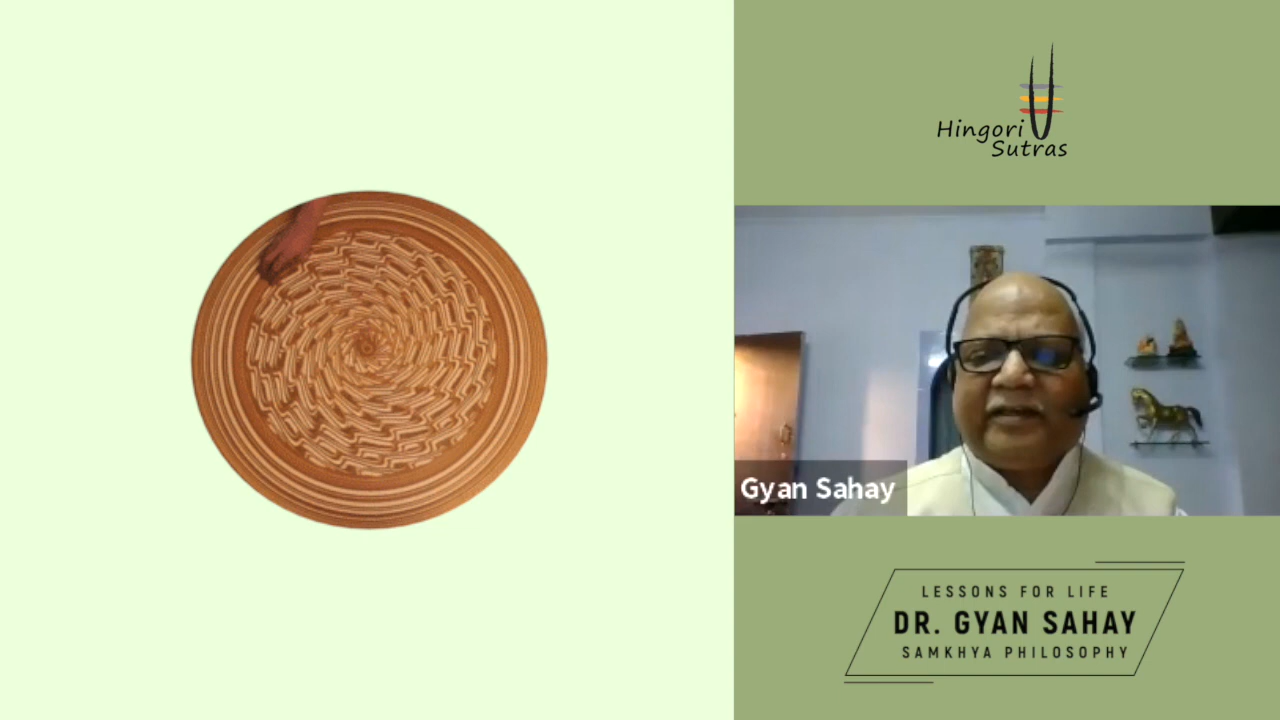 Hingori
Sutras
Gyan Sahay
LESSONS FOR LIFE
DR. GYAN SAHAY
SAMKHYA PHILOSOPHY